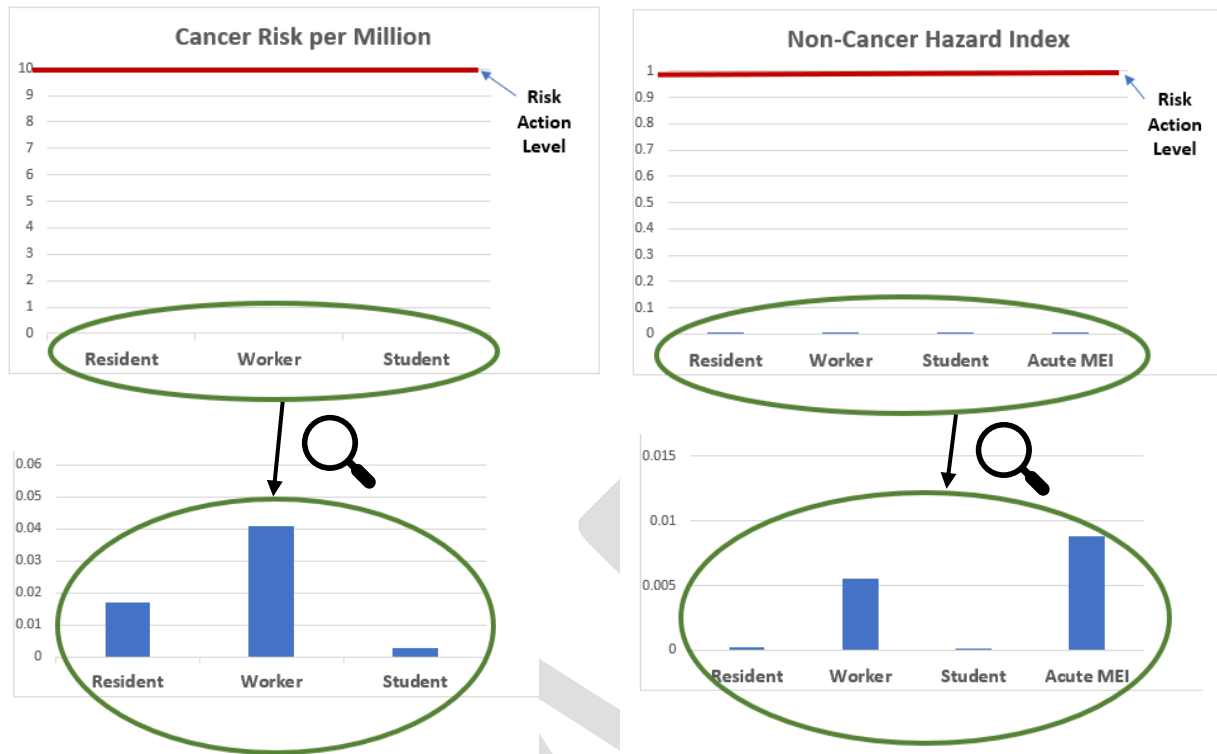 Cancer Risk per Million
10
9
8
7
6
5
4
3
2
1
0
Risk
Action
Level
Resident Worker Student
Non-Cancer Hazard Index
1
0.9
0.8
0.7
0.6
0.5
0.4
0.3
0.2
0.1
0
Risk
Action
Level
Resident Worker Student Acute MEI
0.06
0.05
0.04
0.03
0.02
0.01
0
Resident Worker Student
0.015
0.01
0.005
0
Resident Worker Student Acute MEI